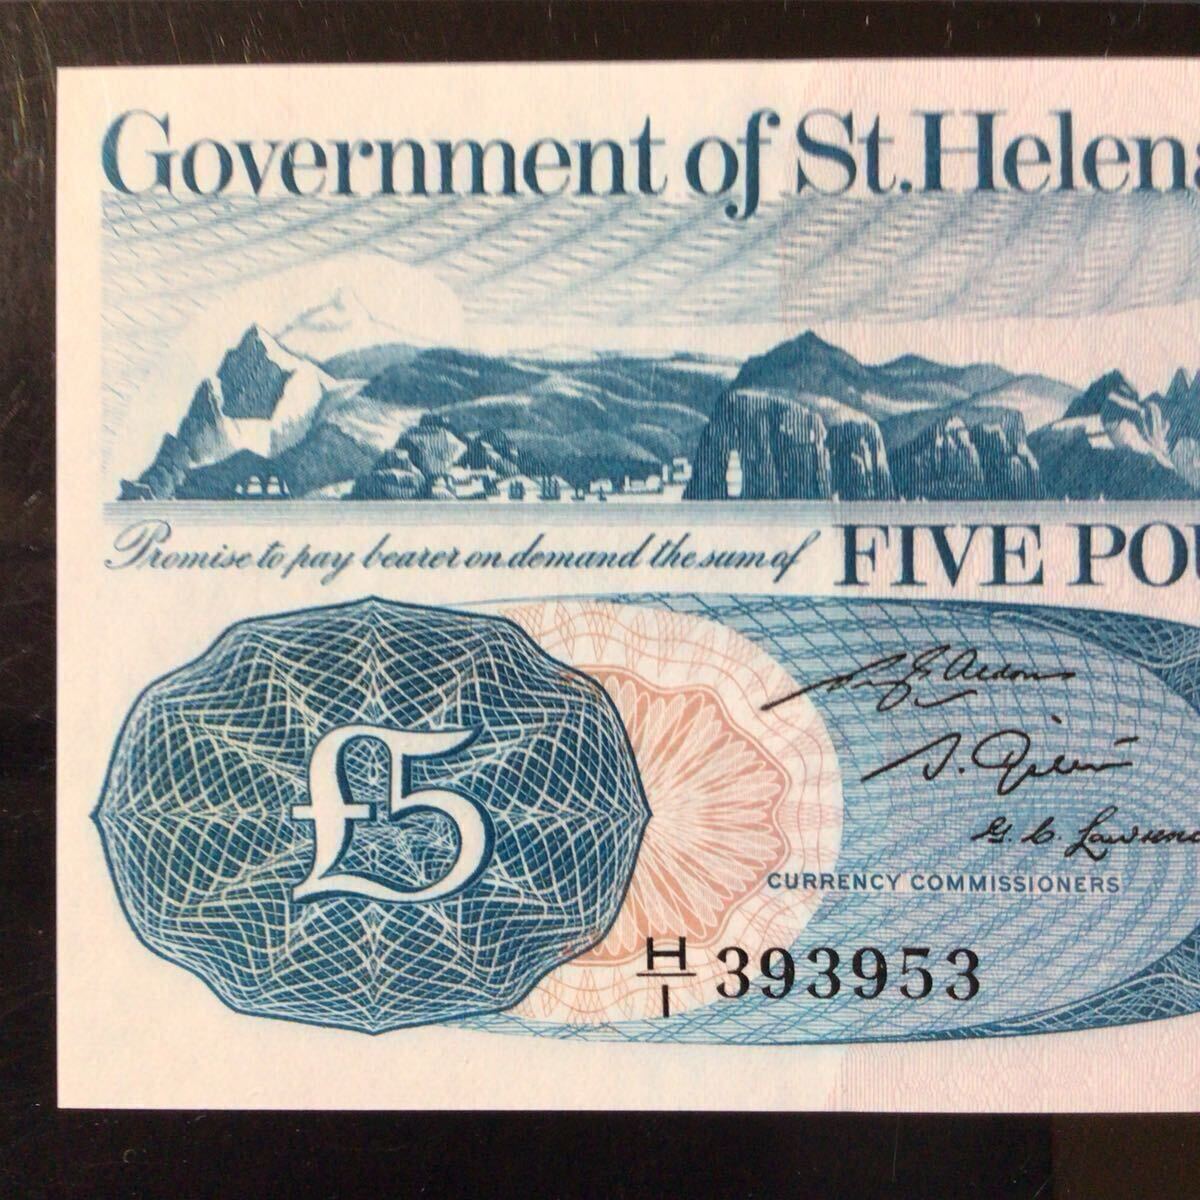 Government of St.Helena
Promise to pay bearer on demand the sum of FIVE POU
£5
G. C. Lawrenc
CURRENCY COMMISSIONERS
H/1 393953